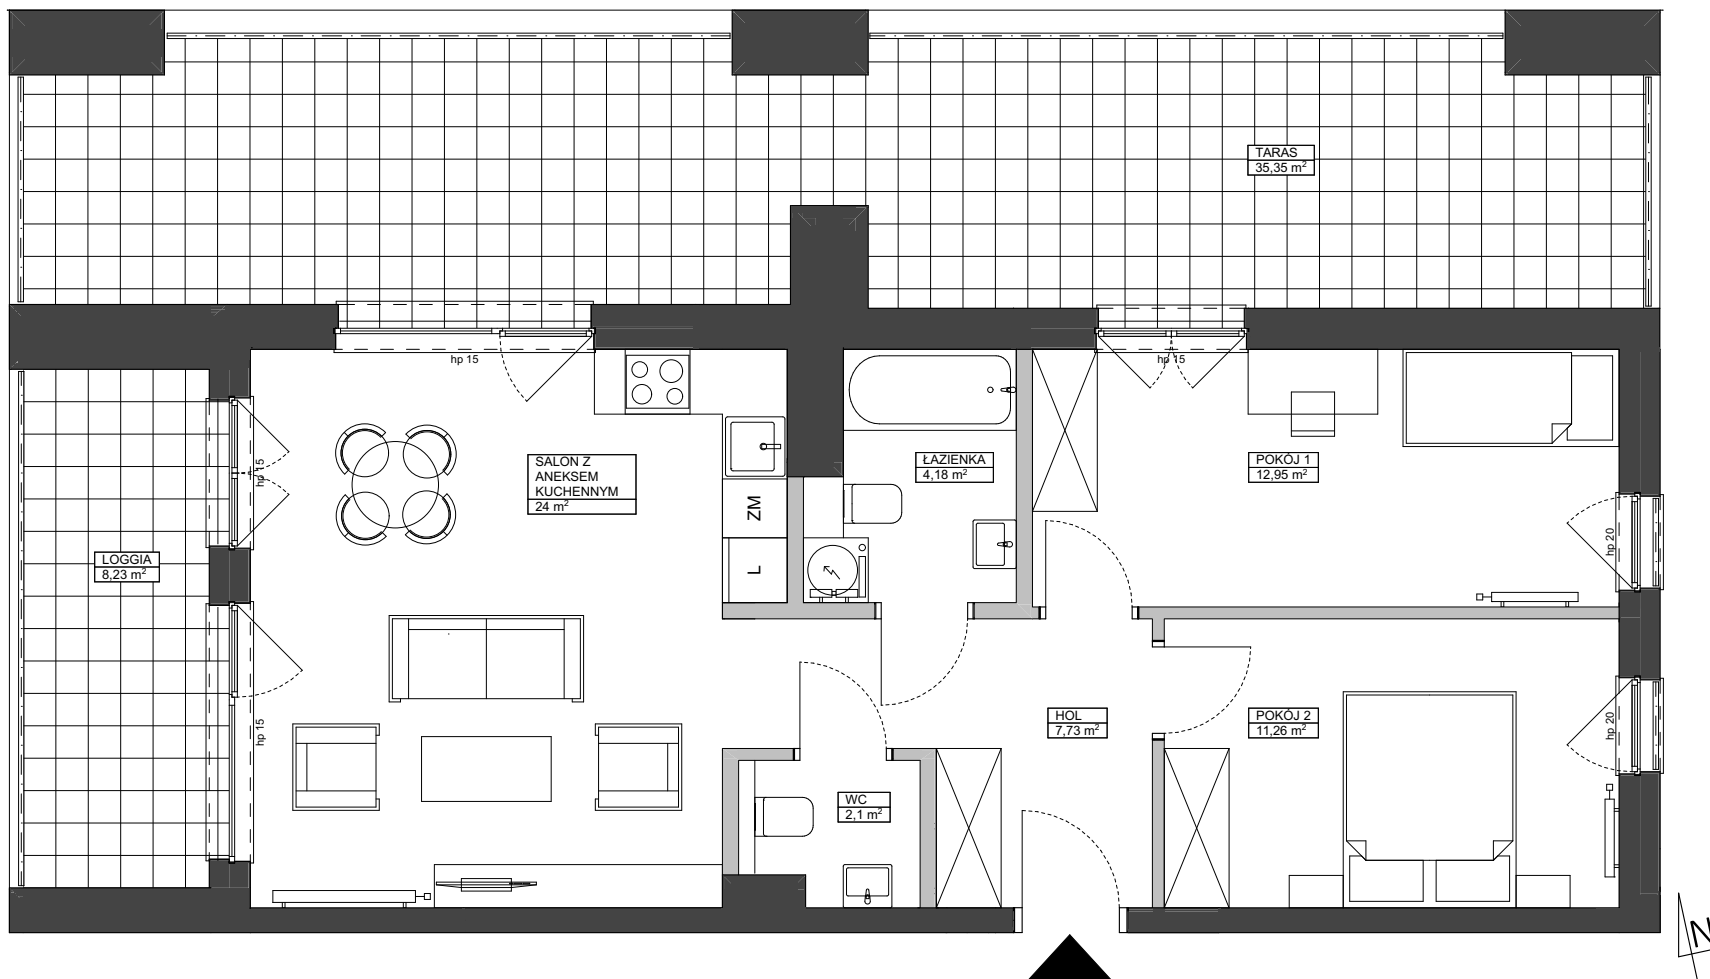 TARAS
35,35 m²
hp 15
hp 15
SALON Z
ANEKSEM
KUCHENNYM
24 m²
ŁAZIENKA
4,18 m²
POKÓJ 1
12,95 m²
hp 15
ZM
L
hp 20
LOGGIA
8,23 m²
HOL
7,73 m²
POKÓJ 2
11,26 m²
hp 15
hp 20
WC
2,1 m²
N